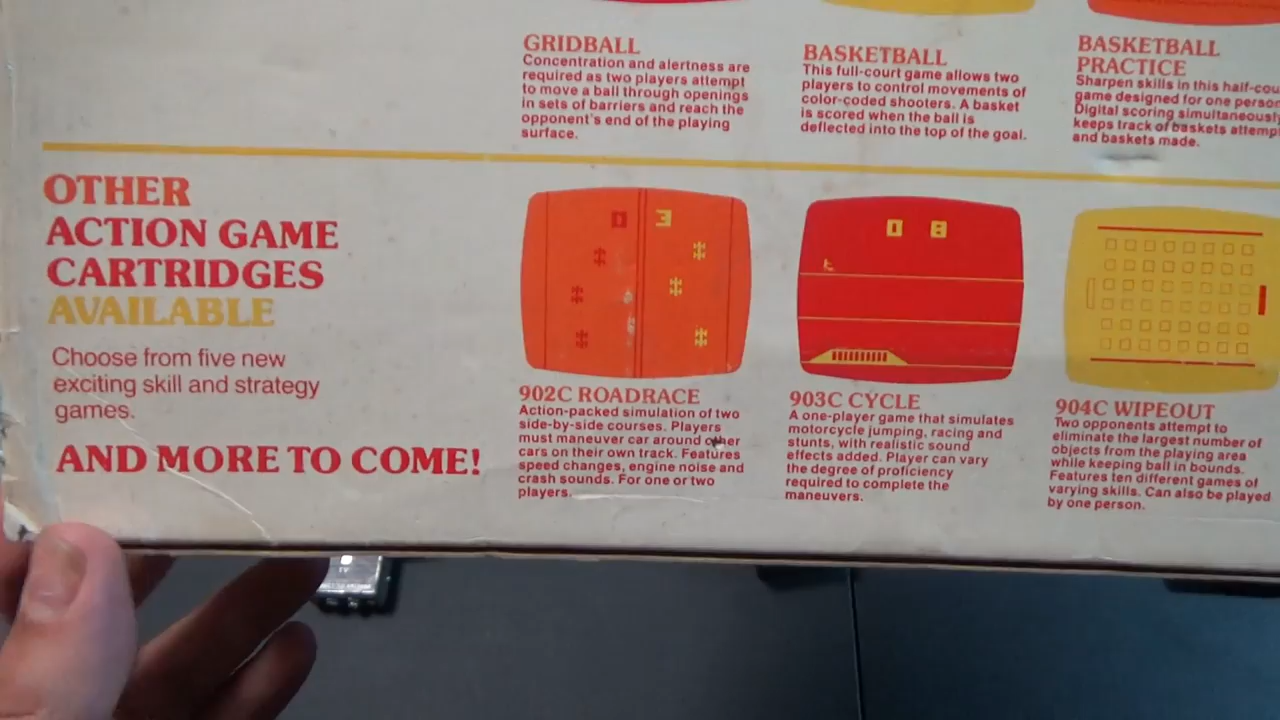 GRIDBALL
Concentration and alertness are
required as two players attempt
to move a ball through openings
in sets of barriers and reach the
opponent's end of the playing
surface.
BASKETBALL
This full-court game allows two
players to control movements of
color-coded shooters. A basket
is scored when the ball is
deflected into the top of the goal.
BASKETBALL
PRACTICE
Sharpen skills in this half-cou
game designed for one person
Digital scoring simultaneously
keeps track of baskets attemp
and baskets made.
OTHER
ACTION GAME
CARTRIDGES
AVAILABLE
Choose from five new
exciting skill and strategy
games.
AND MORE TO COME!
0 3
902C ROADRACE
Action-packed simulation of two
side-by-side courses. Players
must maneuver car around other
cars on their own track. Features
speed changes, engine noise and
crash sounds. For one or two
players.
0 8
903C CYCLE
A one-player game that simulates
motorcycle jumping, racing and
stunts, with realistic sound
effects added. Player can vary
the degree of proficiency
required to complete the
maneuvers.
904C WIPEOUT
Two opponents attempt to
eliminate the largest number of
objects from the playing area
while keeping ball in bounds.
Features ten different games of
varying skills. Can also be played
by one person.